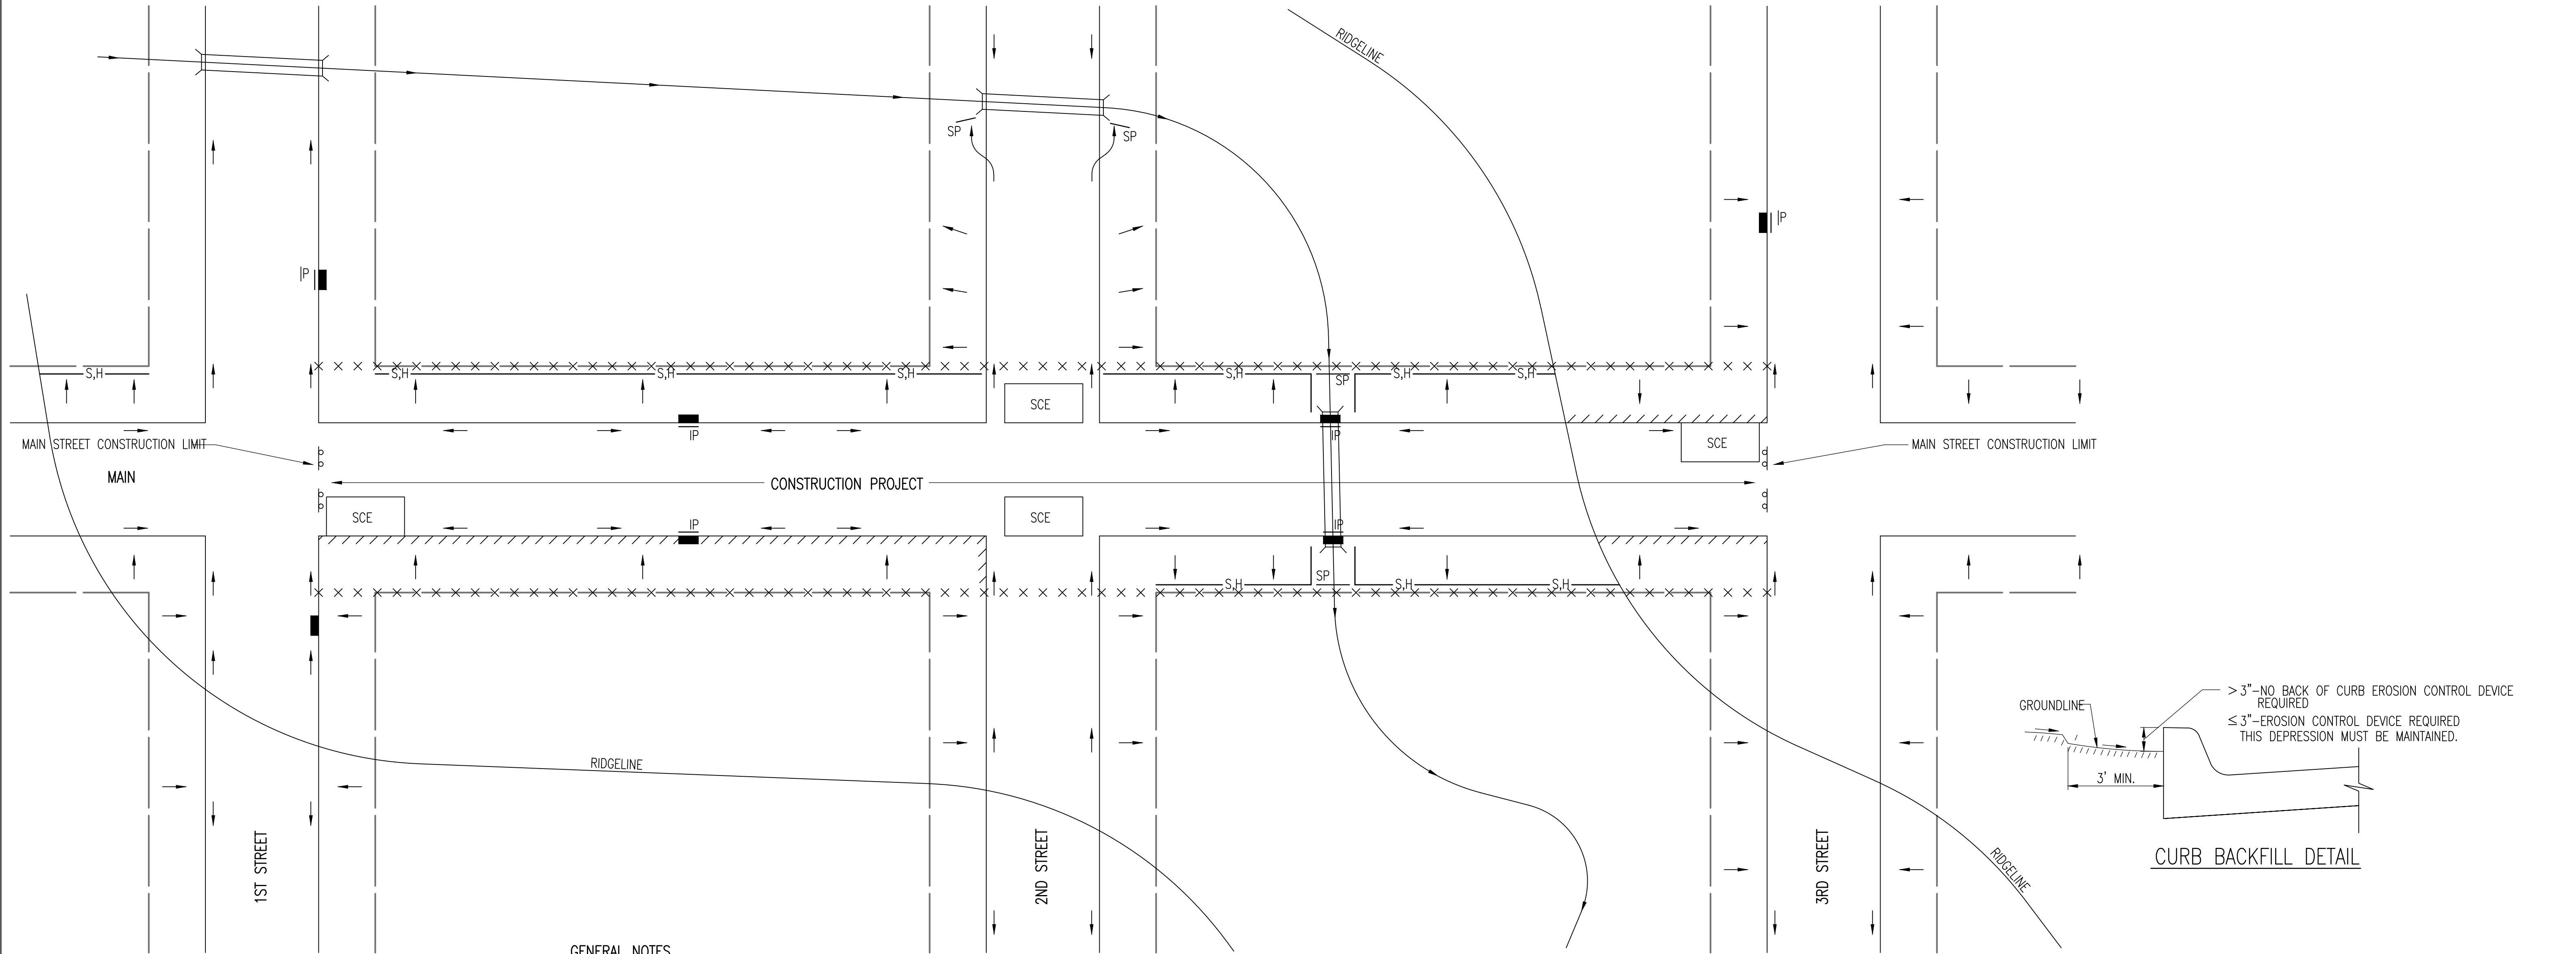 RIDGELINE
SP
SP
IP
IP
S,H
S,H
S,H
S,H
S,H
SP
S,H
S,H
SCE
MAIN STREET CONSTRUCTION LIMIT
IP
IP
SCE
MAIN STREET CONSTRUCTION LIMIT
MAIN
CONSTRUCTION PROJECT
SCE
SCE
IP
IP
S,H
SP
S,H
S,H
RIDGELINE
1ST STREET
2ND STREET
3RD STREET
RIDGELINE
GENERAL NOTES
GROUNDLINE
> 3"-NO BACK OF CURB EROSION CONTROL DEVICE
REQUIRED
≤ 3"-EROSION CONTROL DEVICE REQUIRED
THIS DEPRESSION MUST BE MAINTAINED.
3' MIN.
CURB BACKFILL DETAIL